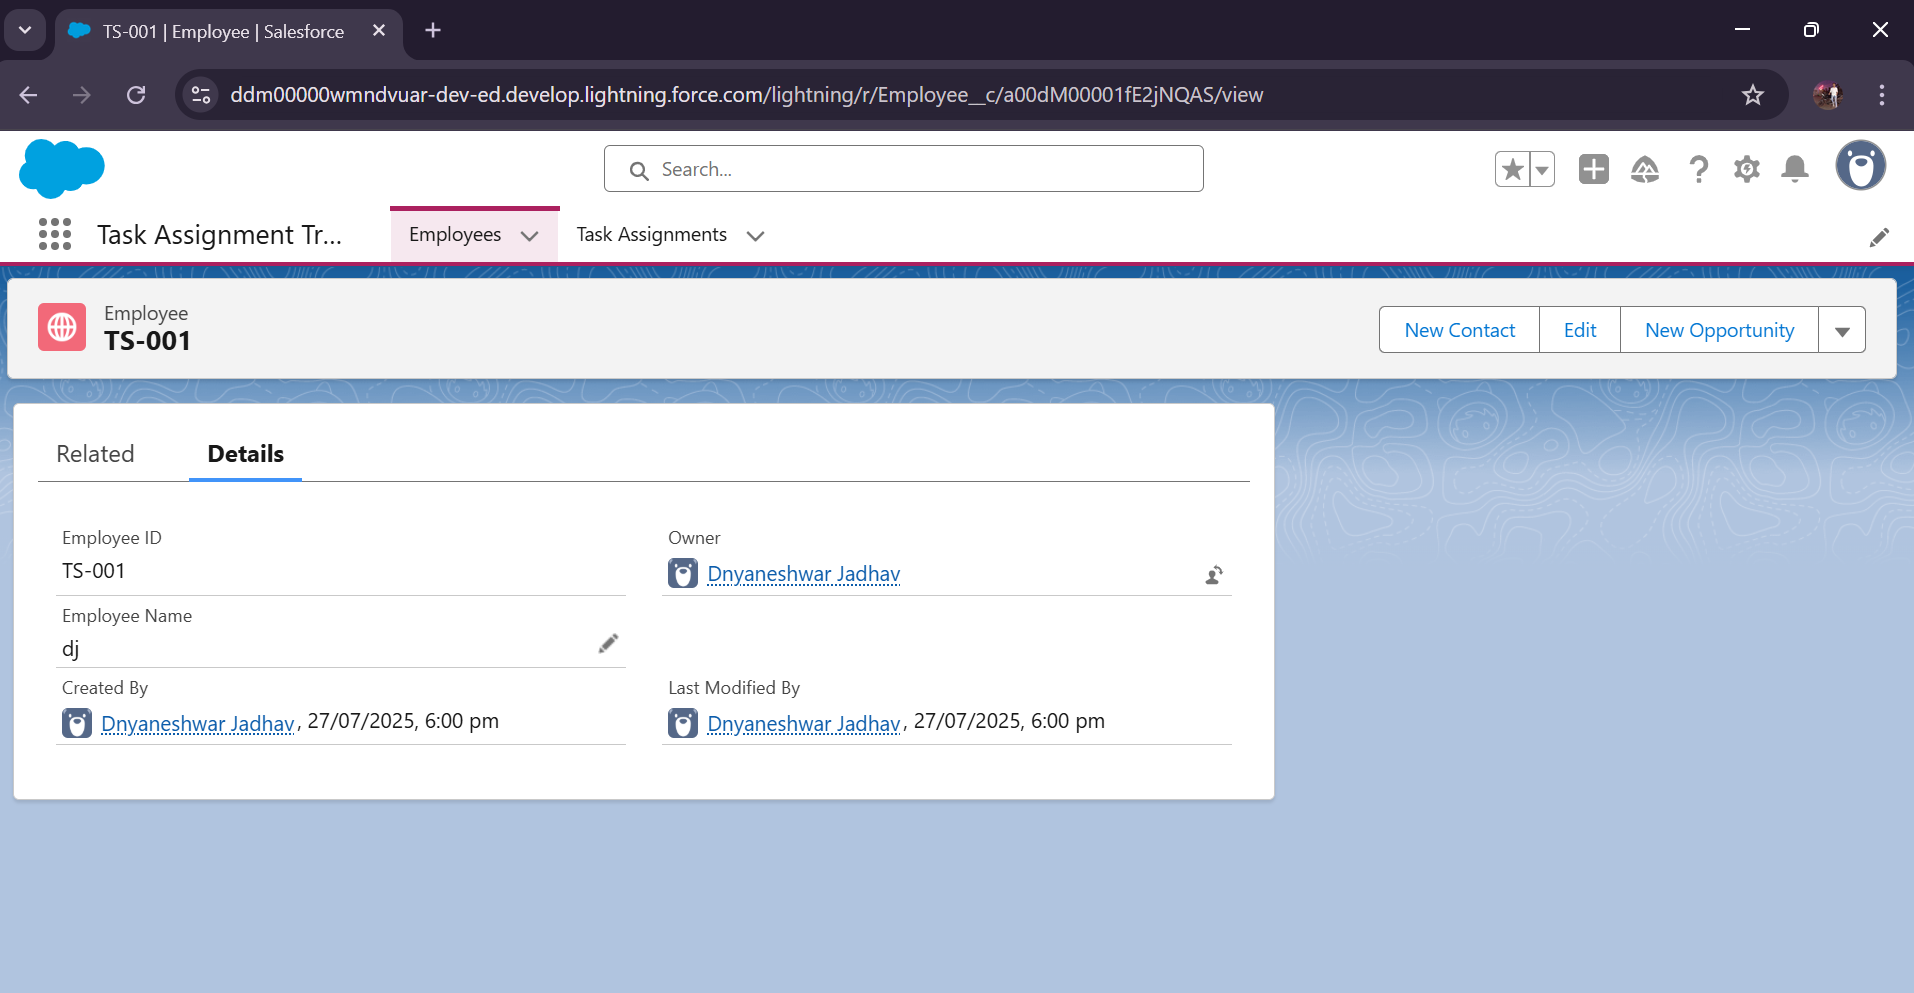 TS-001 | Employee | Salesforce
ddm00000wmndvuar-dev-ed.develop.lightning.force.com/lightning/r/Employee__c/a00dM00001fE2jNQAS/view
Search...
Task Assignment Tr...
Employees
Task Assignments
Employee
TS-001
New Contact
Edit
New Opportunity
Related
Details
Employee ID
TS-001
Owner
Dnyaneshwar Jadhav
Employee Name
dj
Created By
Dnyaneshwar Jadhav, 27/07/2025, 6:00 pm
Last Modified By
Dnyaneshwar Jadhav, 27/07/2025, 6:00 pm